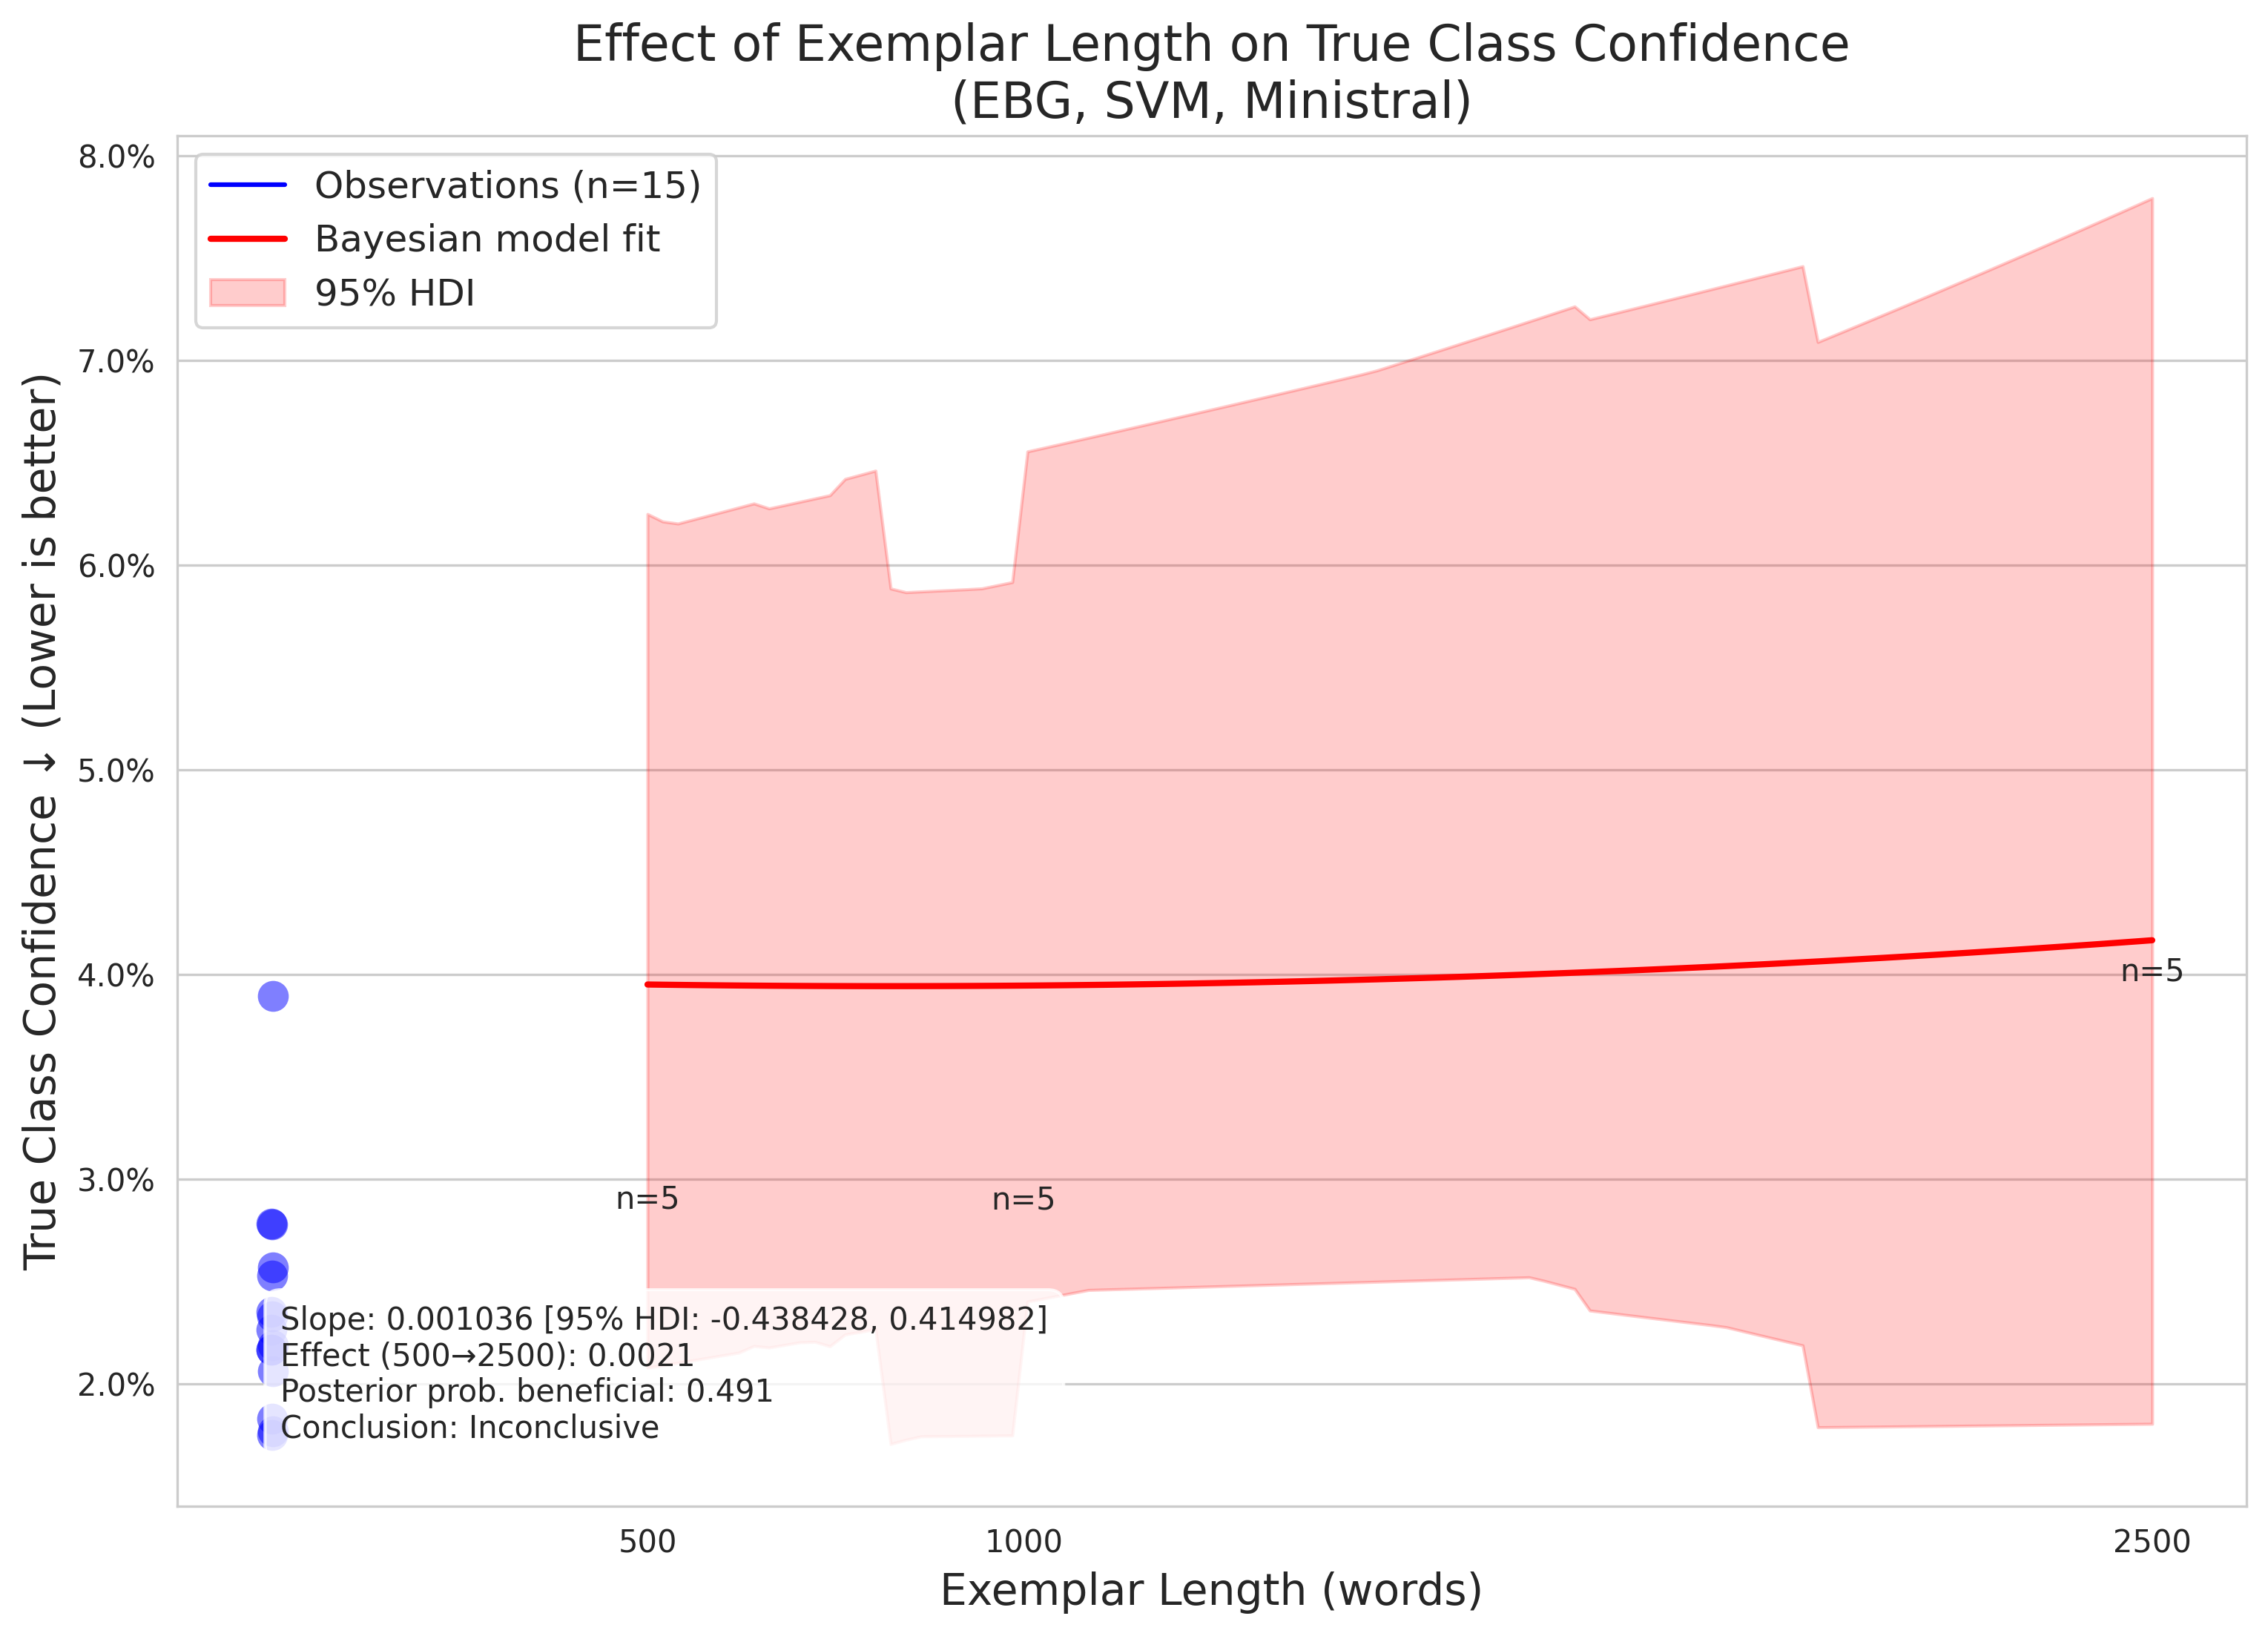 Effect of Exemplar Length on True Class Confidence
(EBG, SVM, Ministral)
True Class Confidence ↓ (Lower is better)
8.0%
7.0%
6.0%
5.0%
4.0%
3.0%
2.0%
Observations (n=15)
Bayesian model fit
95% HDI
n=5
n=5
n=5
Slope: 0.001036 [95% HDI: -0.438428, 0.414982]
Effect (500→2500): 0.0021
Posterior prob. beneficial: 0.491
Conclusion: Inconclusive
500
1000
2500
Exemplar Length (words)